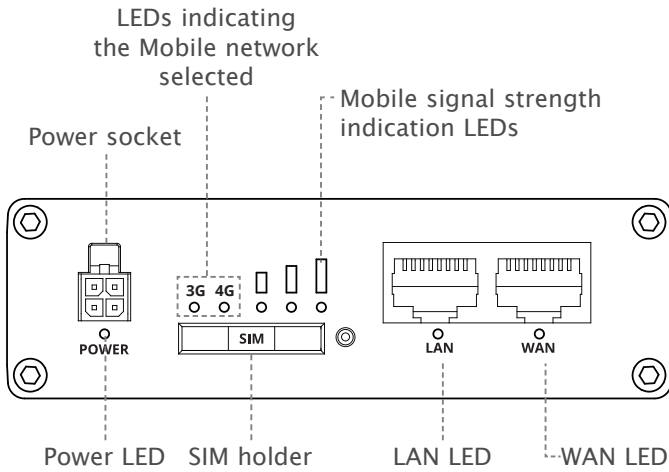 LEDs indicating
the Mobile network
selected
Mobile signal strength
indication LEDs
Power socket
3G 4G
SIM
POWER
LAN
WAN
Power LED
SIM holder
LAN LED
WAN LED